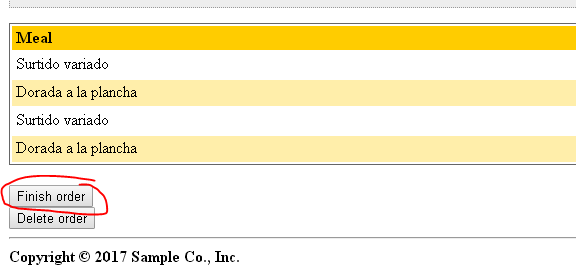 Meal
Surtido variado
Dorada a la plancha
Surtido variado
Dorada a la plancha
Finish order
Delete order
Copyright © 2017 Sample Co., Inc.